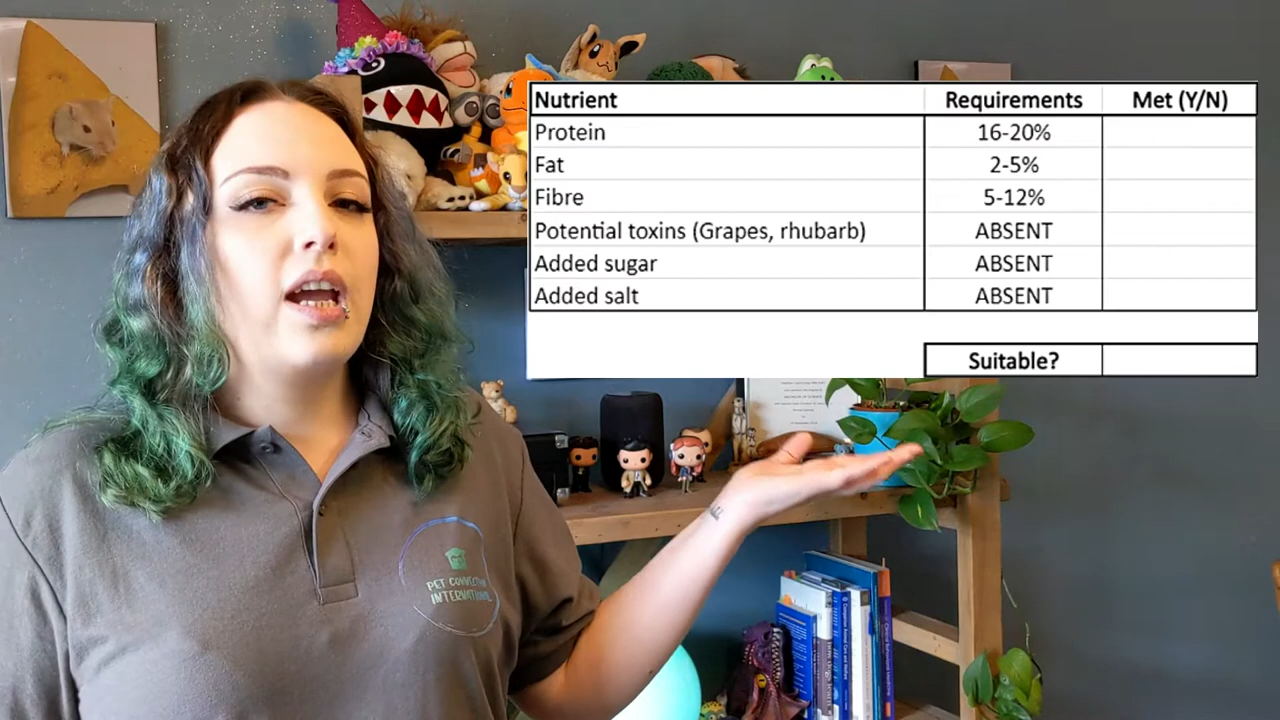 Nutrient Requirements Met (Y/N)
Protein 16-20%
Fat 2-5%
Fibre 5-12%
Potential toxins (Grapes, rhubarb) ABSENT
Added sugar ABSENT
Added salt ABSENT
Suitable?
PET CONNECTION
INTERNATIONAL